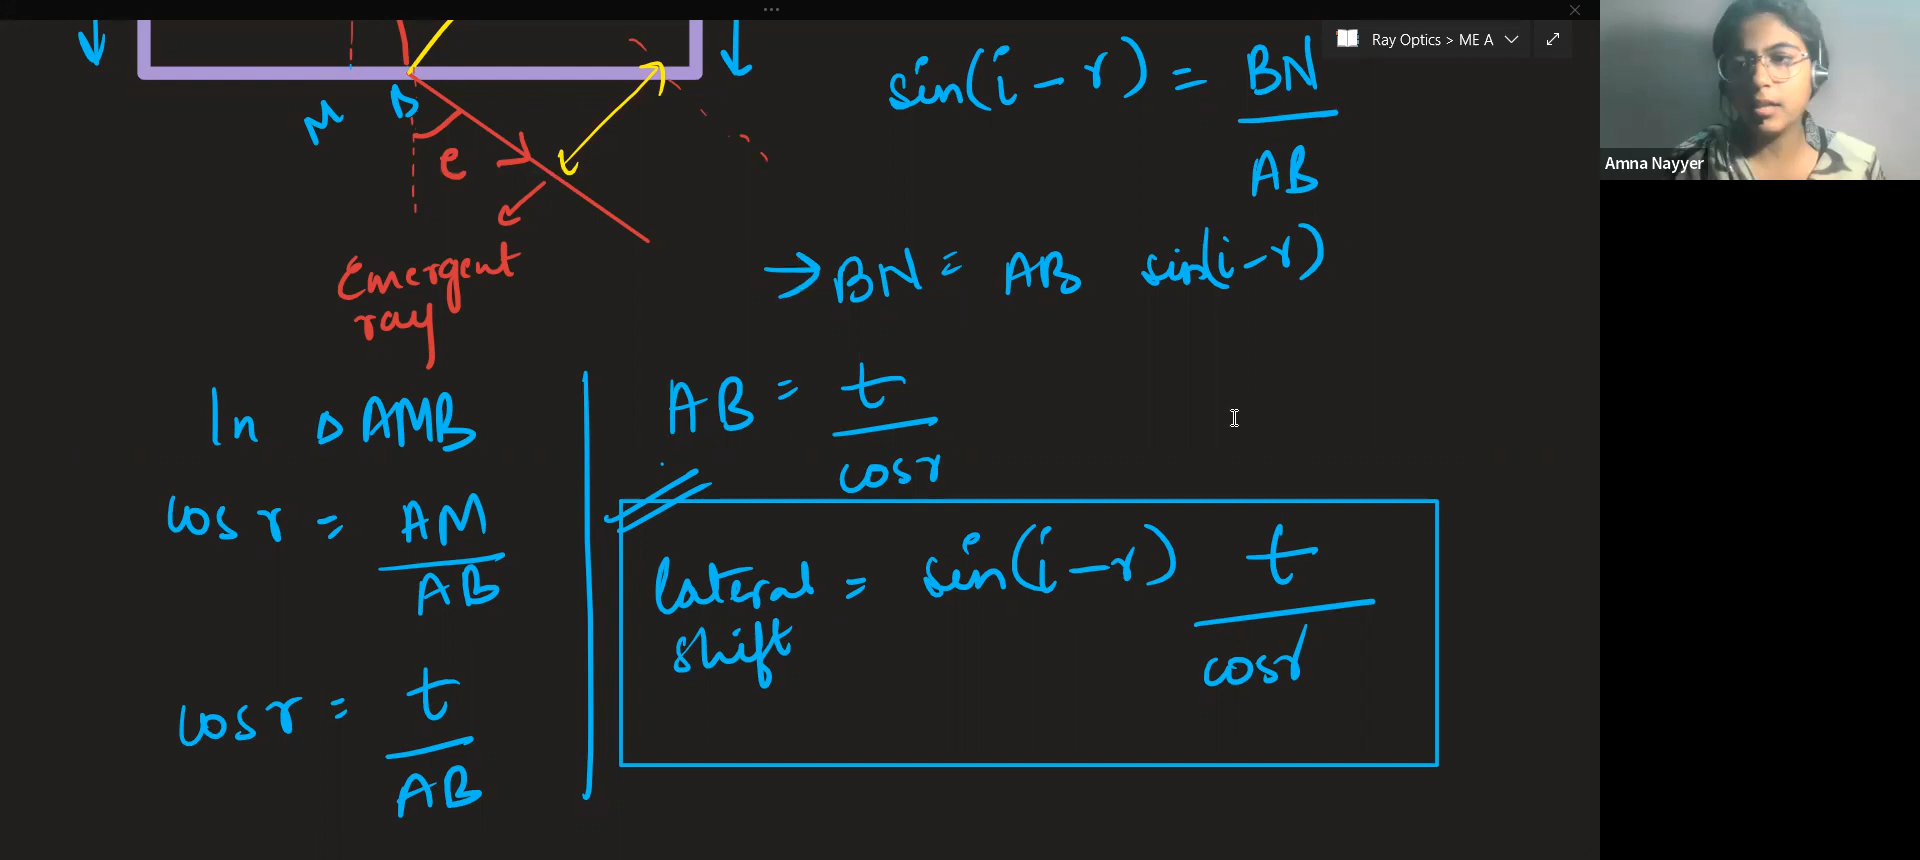 Ray Optics > ME A
Amna Nayyer
M B
e
Emergent
ray
sin(i - r) = BN
AB
→ BN = AB sin(i - r)
In △AMB
cos r = AM
AB
cos r = t
AB
AB = t
cos r
lateral = sin(i - r) t
shift
cos r